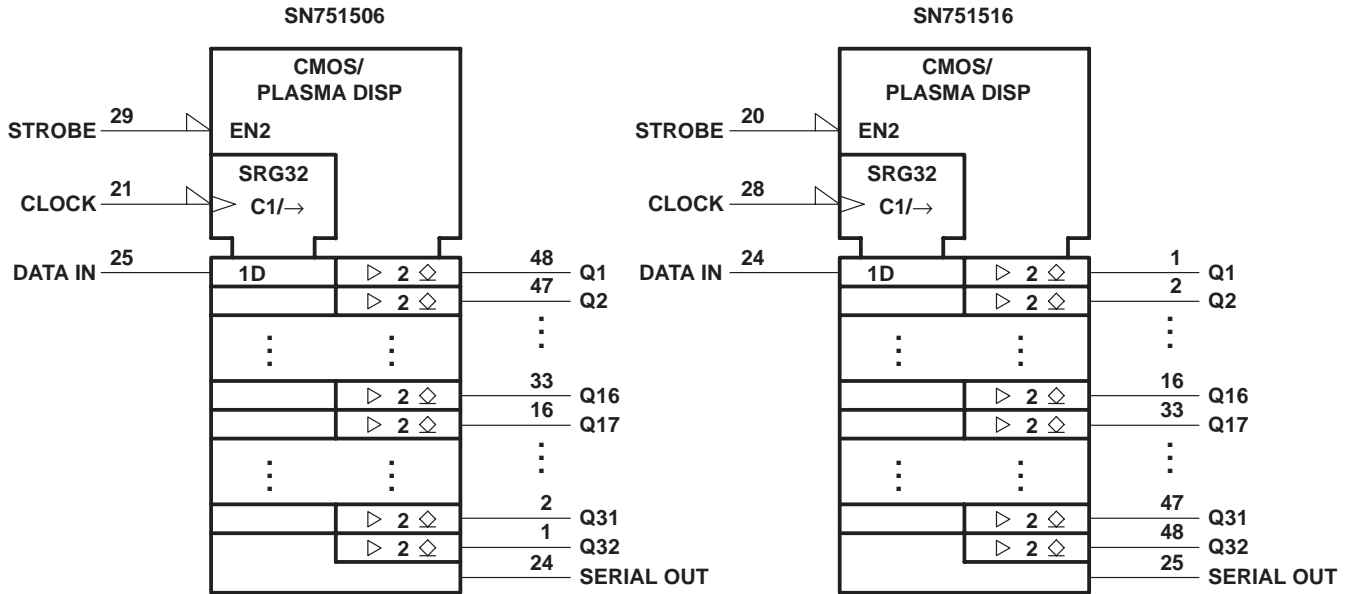 SN751506
CMOS/
PLASMA DISP
STROBE 29 EN2
SRG32
CLOCK 21 C1/→
DATA IN 25 1D ▷ 2 ◇ 48 Q1
▷ 2 ◇ 47 Q2
▷ 2 ◇ 33 Q16
▷ 2 ◇ 16 Q17
▷ 2 ◇ 2 Q31
▷ 2 ◇ 1 Q32
24 SERIAL OUT
SN751516
CMOS/
PLASMA DISP
STROBE 20 EN2
SRG32
CLOCK 28 C1/→
DATA IN 24 1D ▷ 2 ◇ 1 Q1
▷ 2 ◇ 2 Q2
▷ 2 ◇ 16 Q16
▷ 2 ◇ 33 Q17
▷ 2 ◇ 47 Q31
▷ 2 ◇ 48 Q32
25 SERIAL OUT